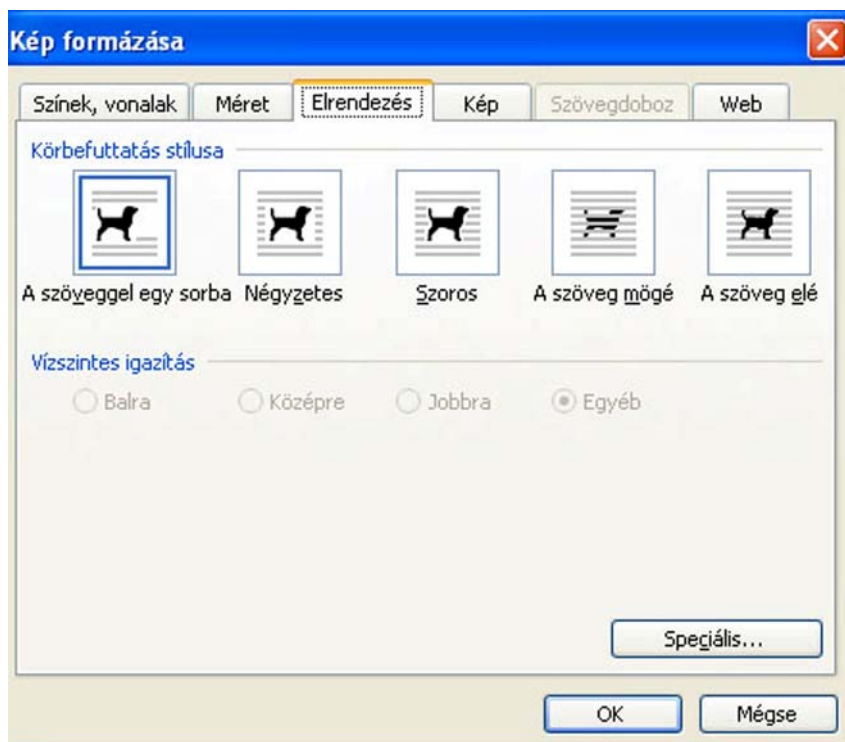 Kép formázása
Színek, vonalak Méret Elrendezés Kép Szövegdoboz Web
Körbefuttatás stílusa
A szöveggel egy sorba Négyzetes Szoros A szöveg mögé A szöveg elé
Vízszintes igazítás
Balra Középre Jobbra Egyéb
Speciális...
OK Mégse